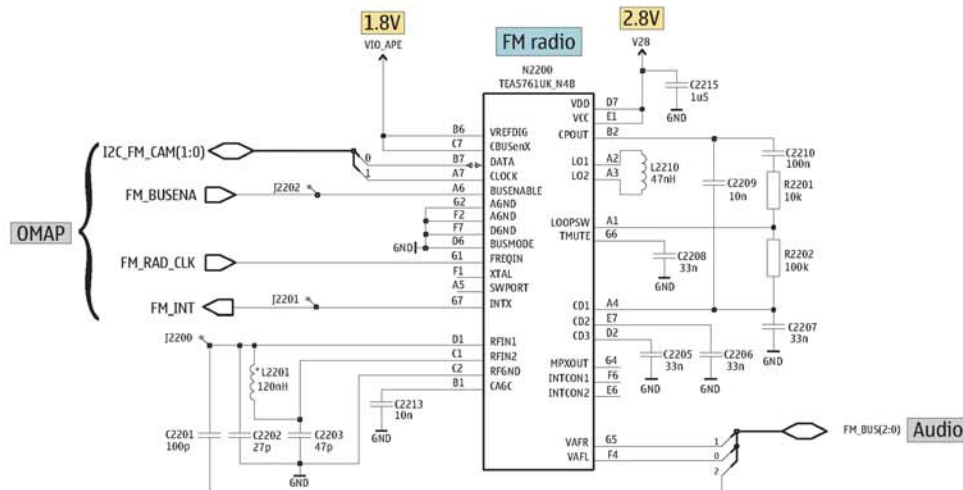 1.8V
2.8V
VIO_APE
FM radio
V28
N2200
TEA5761UK_N4B
C2215
1u5
GND
VDD D7
VCC E1
B6 VREFDIG
CPOUT B2
C7 CBUSenX
I2C_FM_CAM(1:0)
0
B7 DATA
LO1 A2
1
A7 CLOCK
LO2 A3
L2210
47nH
C2210
100n
C2209
10n
R2201
10k
FM_BUSENA
J2202
A6 BUSENABLE
G2 AGND
F2 AGND
LOOPSW A1
F7 DGND
TMUTE G6
OMAP
GND
D6 BUSMODE
FM_RAD_CLK
G1 FREQIN
C2208
33n
GND
R2202
100k
F1 XTAL
A5 SWPORT
FM_INT
J2201
G7 INTX
CD1 A4
CD2 E7
CD3 D2
C2207
33n
GND
J2200
D1 RFIN1
C1 RFIN2
C2 RFGND
B1 CAGC
L2201
120nH
C2205
33n
GND
C2206
33n
GND
MPXOUT G4
INTCON1 F6
INTCON2 E6
C2213
10n
GND
C2201
100p
C2202
27p
C2203
47p
GND
VAFR G5
VAFL F4
1
0
2
FM_BUS(2:0)
Audio